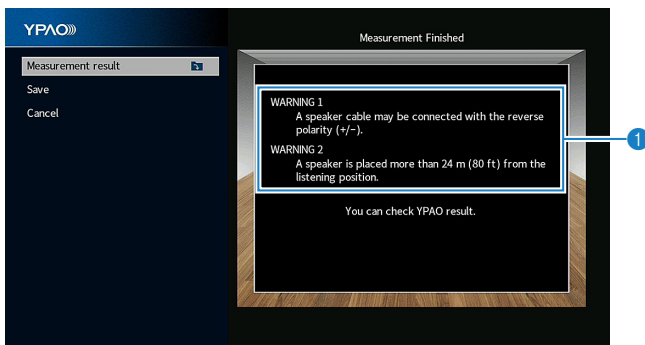 YPAO
Measurement Finished
Measurement result
Save
Cancel
WARNING 1
A speaker cable may be connected with the reverse
polarity (+/−).
WARNING 2
A speaker is placed more than 24 m (80 ft) from the
listening position.
1
You can check YPAO result.